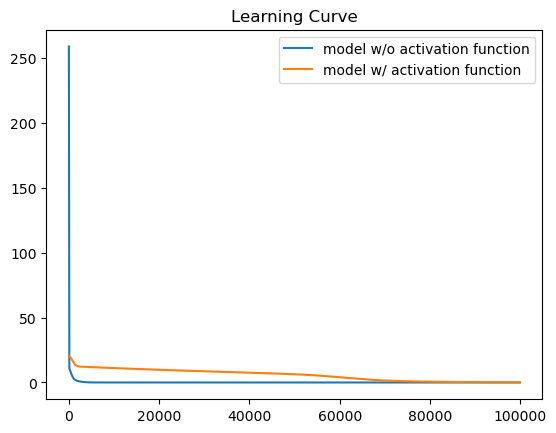 Learning Curve
model w/o activation function
model w/ activation function
250
200
150
100
50
0
0 20000 40000 60000 80000 100000